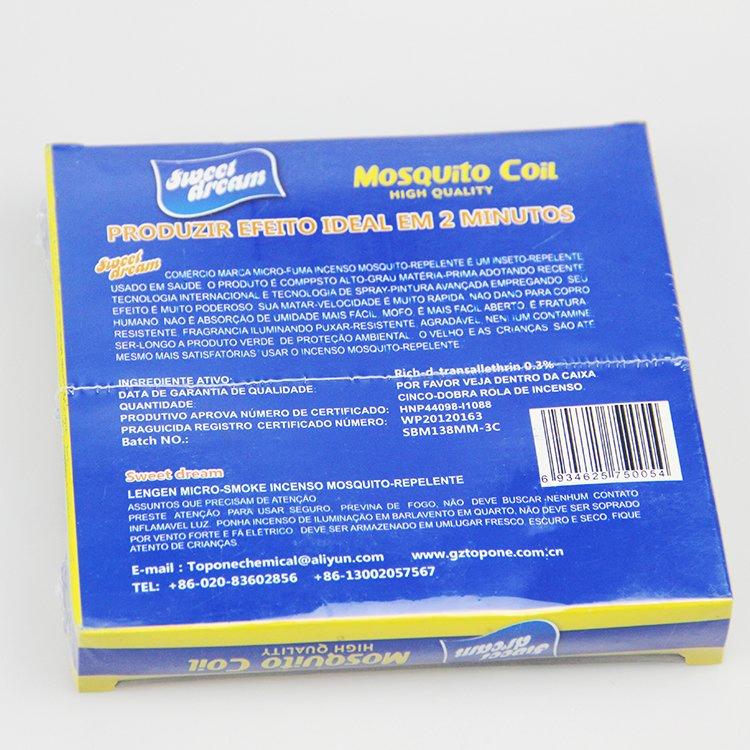 Sweet dream
Mosquito Coil
HIGH QUALITY
PRODUZIR EFEITO IDEAL EM 2 MINUTOS
Sweet dream
COMÉRCIO MARCA MICRO-FUMA INCENSO MOSQUITO-REPELENTE É UM INSETO-REPELENTE
USADO EM SAUDE. O PRODUTO É COMPPSTO ALTO-GRAU MATÉRIA-PRIMA ADOTANDO RECENTE
TECNOLOGIA INTERNACIONAL E TECNOLOGIA DE SPRAY-PINTURA AVANÇADA EMPREGANDO SEU
EFEITO É MUITO PODEROSO. SUA MATAR-VELOCIDADE É MUITO RÁPIDA. NÃO DANO PARA COPRO
HUMANO. NÃO É ABSORÇÃO DE UMIDADE MAIS FÁCIL. MOFO É MAIS FACIL ABERTO. É FRATURA
RESISTENTE. FRAGRANCIA ILUMINANDO PUXAR-RESISTENTE. AGRADÁVEL. NENHUM CONTAMINE.
SER-LONGO A PRODUTO VERDE DE PROTEÇÃO AMBIENTAL. O VELHO E AS CRIANÇAS SÃO ATÉ
MESMO MAIS SATISFATÓRIAS USAR O INCENSO MOSQUITO-REPELENTE.
INGREDIENTE ATIVO: Rich-d-transallethrin 0.3%
DATA DE GARANTIA DE QUALIDADE: POR FAVOR VEJA DENTRO DA CAIXA.
QUANTIDADE: CINCO-DOBRA ROLA DE INCENSO.
PRODUTIVO APROVA NÚMERO DE CERTIFICADO: HNP44098-I1088
PRAGUICIDA REGISTRO CERTIFICADO NÚMERO: WP20120163
Batch NO.: SBM138MM-3C
6 934625 750054
Sweet dream
LENGEN MICRO-SMOKE INCENSO MOSQUITO-REPELENTE
ASSUNTOS QUE PRECISAM DE ATENÇÃO
PRESTE ATENÇÃO PARA USAR SEGURO. PREVINA DE FOGO, NÃO DEVE BUSCAR NENHUM CONTATO
INFLAMAVEL LUZ. PONHA INCENSO DE ILUMINAÇÃO EM BARLAVENTO EM QUARTO, NÃO DEVE SER SOPRADO
POR VENTO FORTE E FÃ ELÉTRICO. DEVE SER ARMAZENADO EM UMLUGAR FRESCO. ESCURO E SECO. FIQUE
ATENTO DE CRIANÇAS.
E-mail : Toponechemical@aliyun.com www.gztopone.com.cn
TEL: +86-020-83602856 +86-13002057567
Mosquito Coil
HIGH QUALITY
Sweet dream